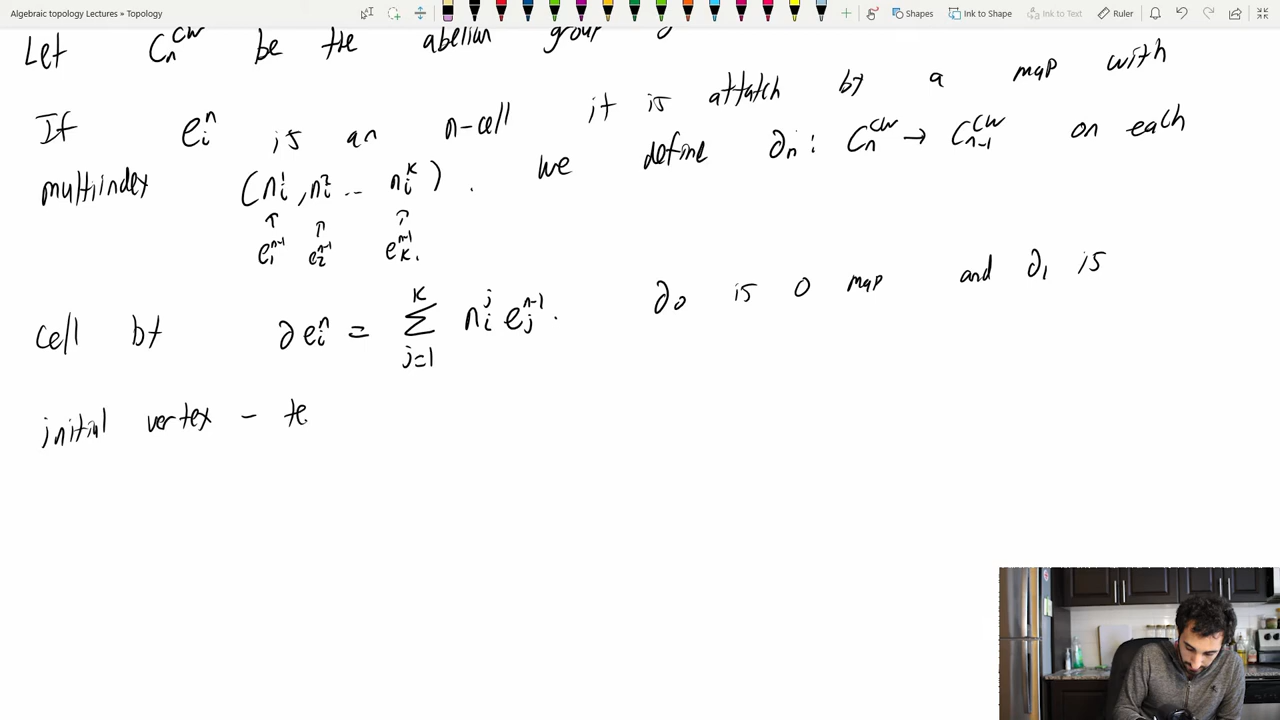 Algebraic topology Lectures » Topology
Shapes
Ink to Shape
Ink to Text
Ruler
Let C_n^{CW} be the abelian group
If e_i^n is an n-cell it is attatch by a map with
multiindex (n_i^1, n_i^2 ... n_i^k). We define ∂_n: C_n^{CW} → C_{n-1}^{CW} on each
↑ ↑ ↑
e_1^{n-1} e_2^{n-1} e_k^{n-1}.
cell bt ∂e_i^n = \sum_{j=1}^{k} n_i^j e_j^{n-1}. ∂_0 is 0 map and ∂_1 is
initial vertex - te